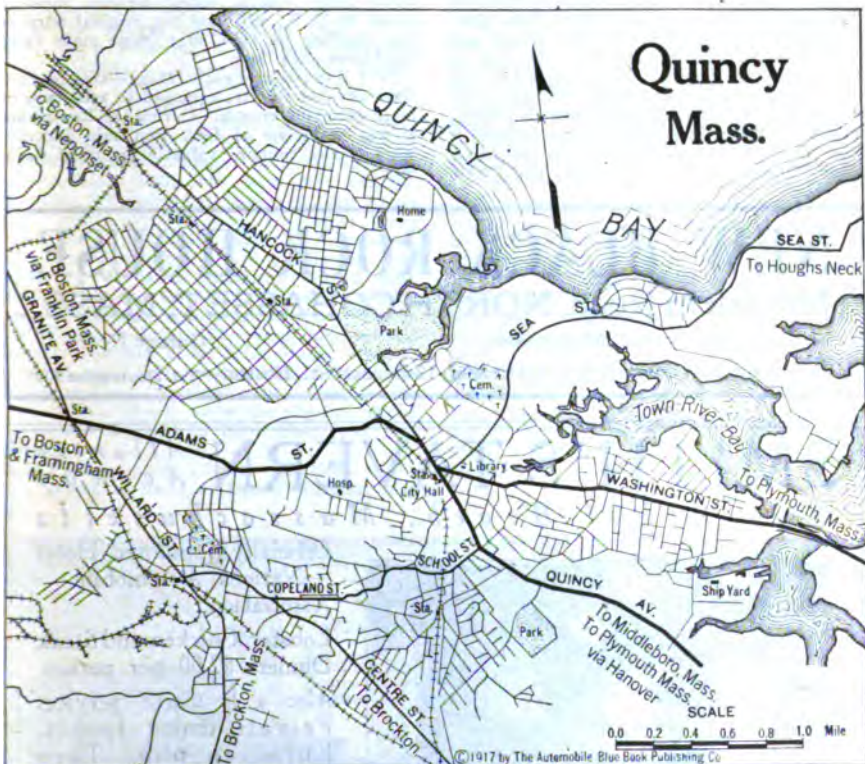 Quincy
Mass.
QUINCY
BAY
To Boston, Mass.
via Neponset
Sta.
Sta.
Sta.
Home
HANCOCK
ST.
SEA ST.
To Houghs Neck
To Boston, Mass.
via Franklin Park
GRANITE AV.
Park
SEA
ST.
Cem.
Town River Bay
Sta.
ADAMS
ST.
To Boston
& Framingham
Mass.
WILLARD ST.
Hosp.
Sta.
City Hall
Library
WASHINGTON ST.
To Plymouth, Mass.
Cem.
Sta.
COPELAND ST.
SCHOOL ST.
QUINCY
AV.
Ship Yard
Sta.
Park
To Middleboro, Mass.
To Plymouth Mass.
via Hanover
CENTRE ST.
To Brockton
To Brockton, Mass.
SCALE
0.0 0.2 0.4 0.6 0.8 1.0 Mile
©1917 by The Automobile Blue Book Publishing Co